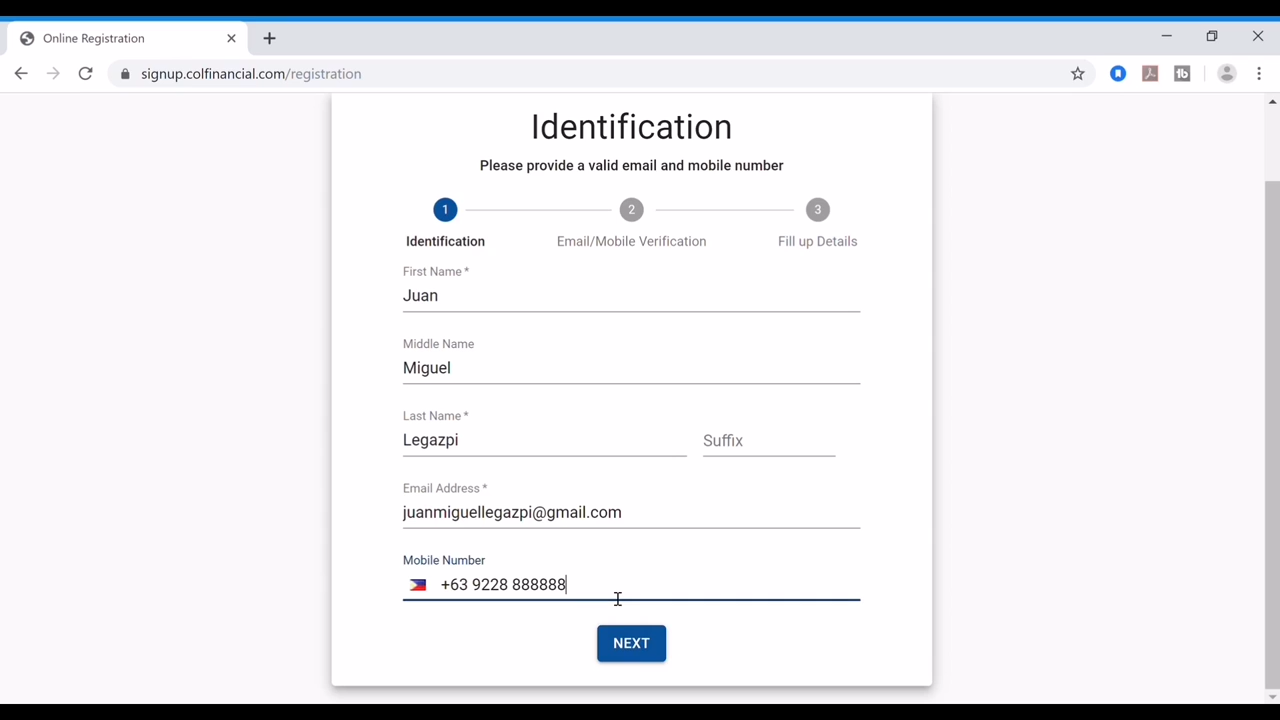 Online Registration
signup.colfinancial.com/registration
Identification
Please provide a valid email and mobile number
1 2 3
Identification Email/Mobile Verification Fill up Details
First Name *
Juan
Middle Name
Miguel
Last Name *
Legazpi Suffix
Email Address *
juanmiguellegazpi@gmail.com
Mobile Number
+63 9228 888888
NEXT